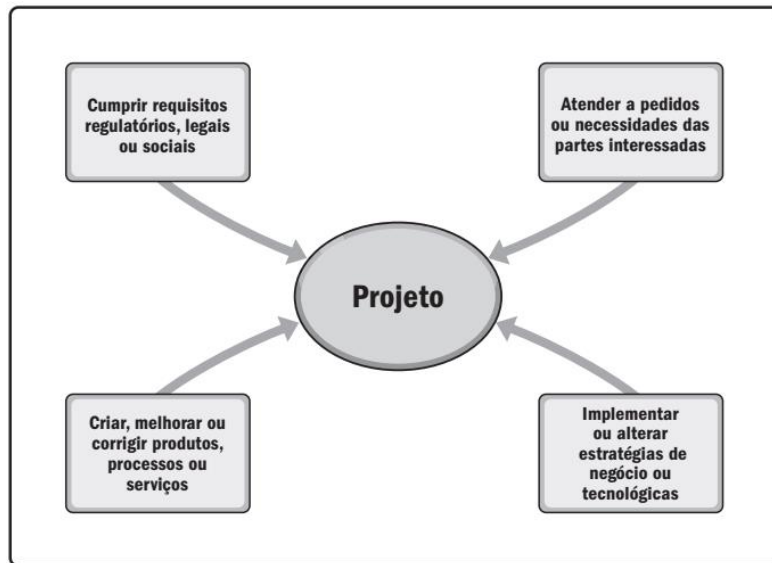 Cumprir requisitos
regulatórios, legais
ou sociais
Atender a pedidos
ou necessidades das
partes interessadas
Projeto
Criar, melhorar ou
corrigir produtos,
processos ou
serviços
Implementar
ou alterar
estratégias de
negócio ou
tecnológicas